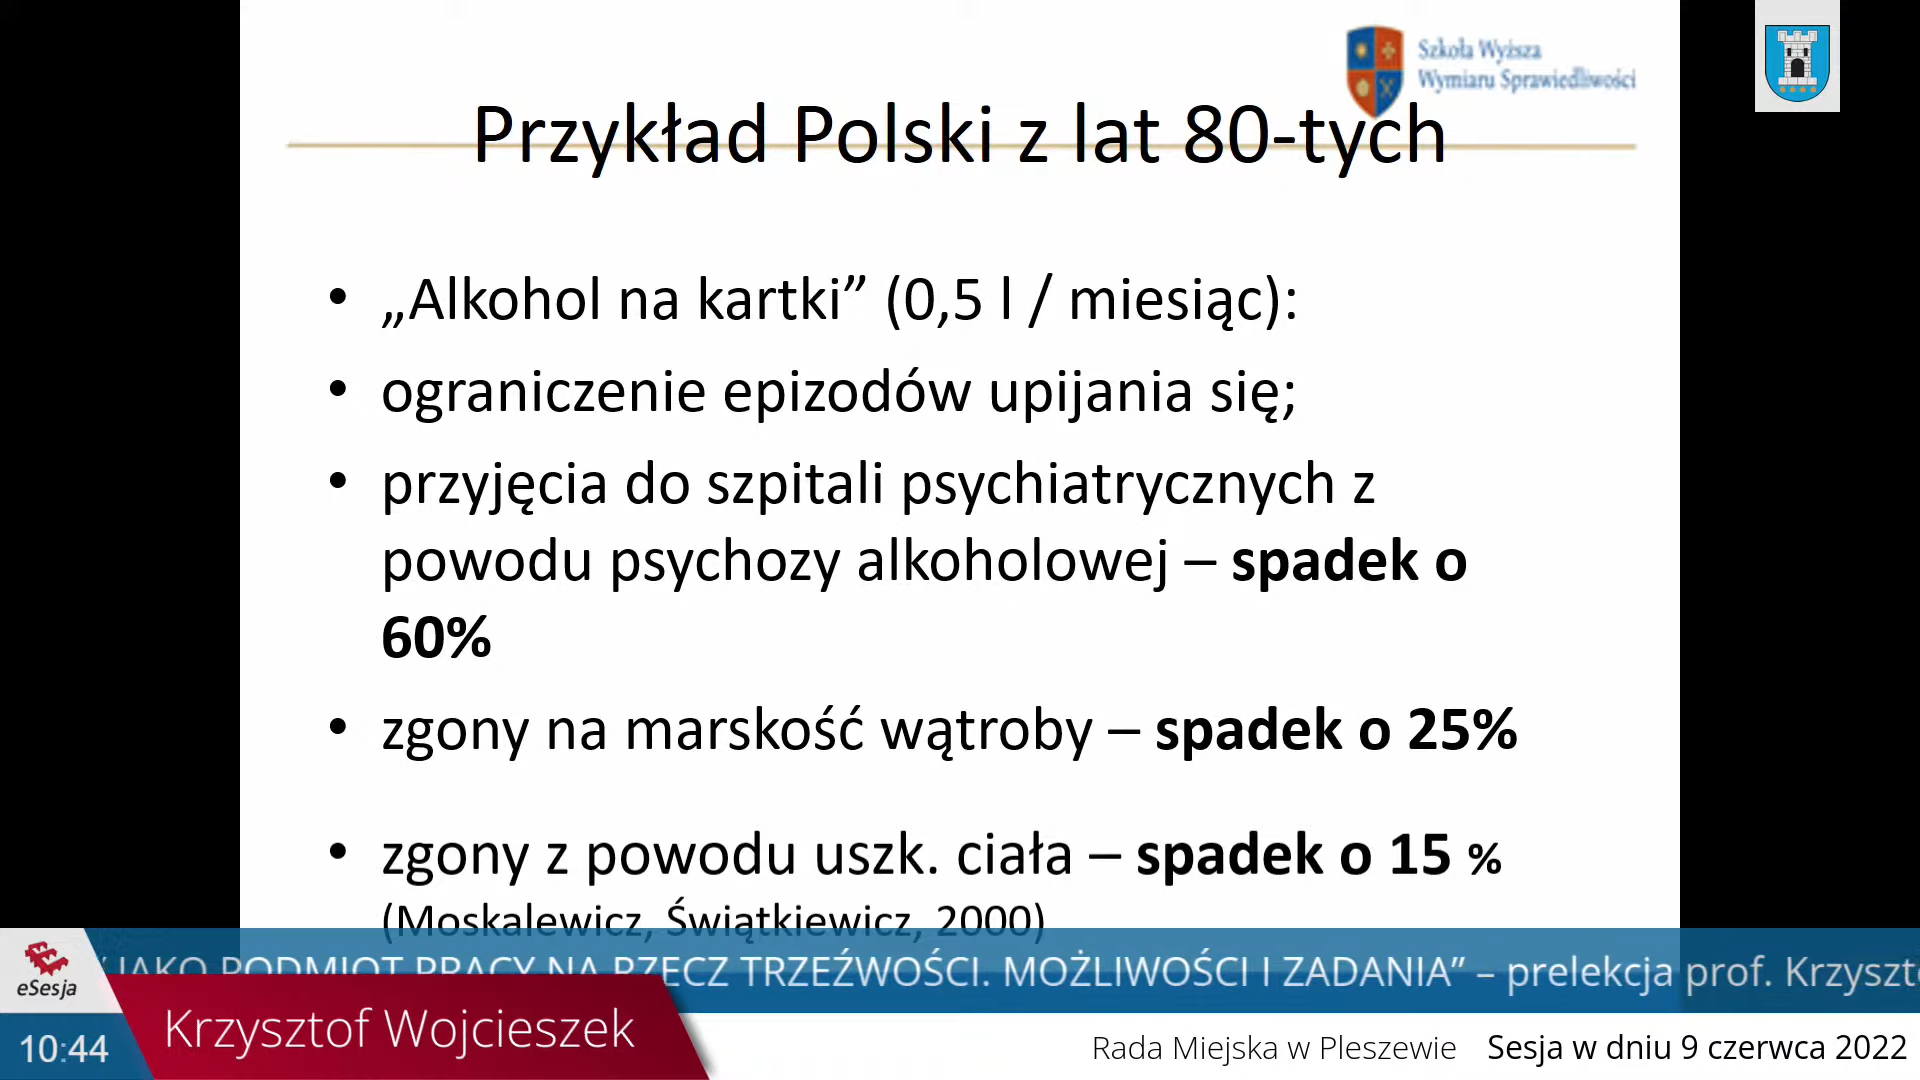 Szkoła Wyższa
Wymiaru Sprawiedliwości
Przykład Polski z lat 80-tych
• „Alkohol na kartki” (0,5 l / miesiąc):
• ograniczenie epizodów upijania się;
• przyjęcia do szpitali psychiatrycznych z
powodu psychozy alkoholowej – spadek o
60%
• zgony na marskość wątroby – spadek o 25%
• zgony z powodu uszk. ciała – spadek o 15 %
(Moskalewicz, Świątkiewicz, 2000)
JAKO PODMIOT PRACY NA RZECZ TRZEŹWOŚCI. MOŻLIWOŚCI I ZADANIA” – prelekcja prof. Krzyszt
eSesja
Krzysztof Wojcieszek
10:44
Rada Miejska w Pleszewie Sesja w dniu 9 czerwca 2022